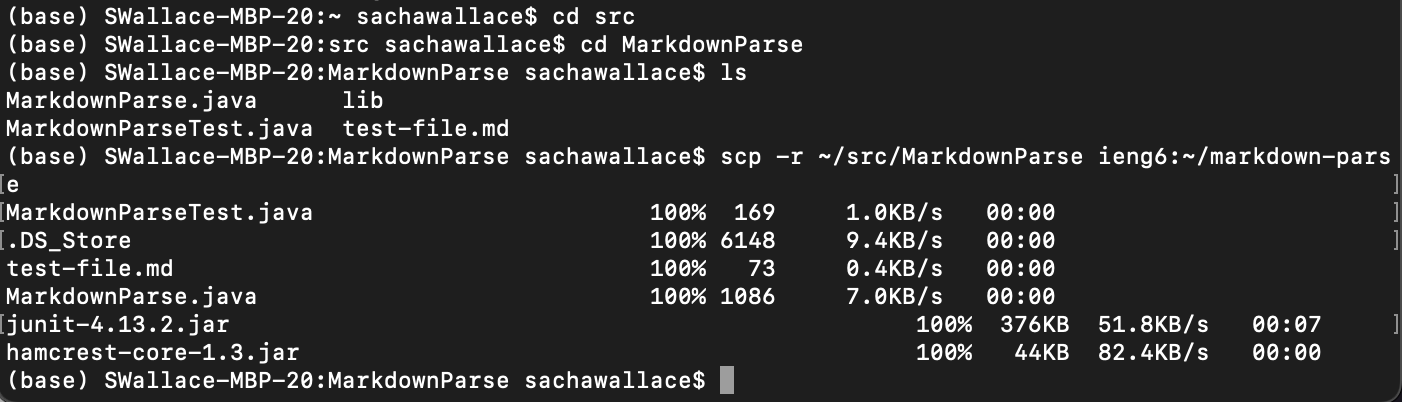 (base) SWallace-MBP-20:~ sachawallace$ cd src
(base) SWallace-MBP-20:src sachawallace$ cd MarkdownParse
(base) SWallace-MBP-20:MarkdownParse sachawallace$ ls
MarkdownParse.java      lib
MarkdownParseTest.java  test-file.md
(base) SWallace-MBP-20:MarkdownParse sachawallace$ scp -r ~/src/MarkdownParse ieng6:~/markdown-pars
[e ]
[MarkdownParseTest.java                        100%  169     1.0KB/s   00:00 ]
[.DS_Store                                     100% 6148     9.4KB/s   00:00 ]
test-file.md                                  100%   73     0.4KB/s   00:00
MarkdownParse.java                            100% 1086     7.0KB/s   00:00
[junit-4.13.2.jar                                                 100%  376KB  51.8KB/s   00:07 ]
hamcrest-core-1.3.jar                                            100%   44KB  82.4KB/s   00:00
(base) SWallace-MBP-20:MarkdownParse sachawallace$